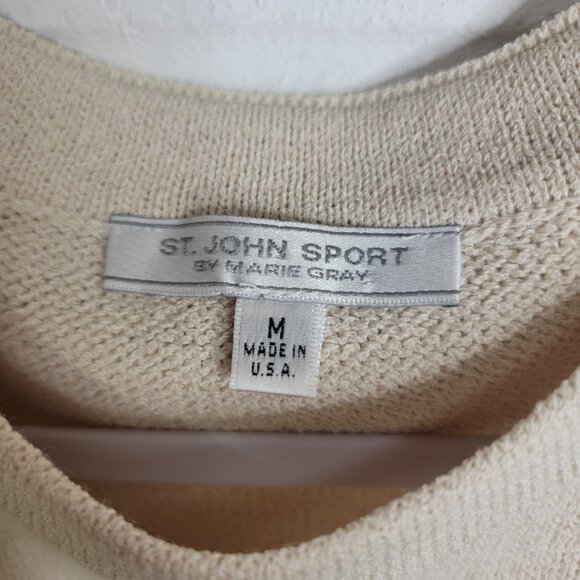 ST. JOHN SPORT
BY MARIE GRAY
M
MADE IN
U.S.A.